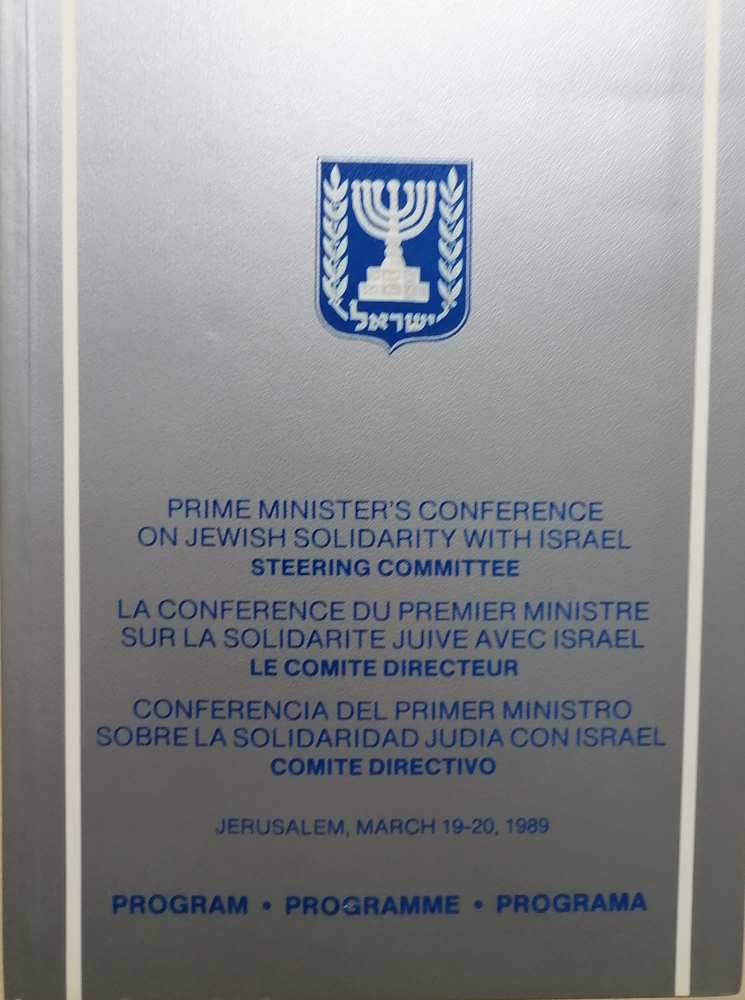 ישראל
PRIME MINISTER'S CONFERENCE
ON JEWISH SOLIDARITY WITH ISRAEL
STEERING COMMITTEE
LA CONFERENCE DU PREMIER MINISTRE
SUR LA SOLIDARITE JUIVE AVEC ISRAEL
LE COMITE DIRECTEUR
CONFERENCIA DEL PRIMER MINISTRO
SOBRE LA SOLIDARIDAD JUDIA CON ISRAEL
COMITE DIRECTIVO
JERUSALEM, MARCH 19-20, 1989
PROGRAM • PROGRAMME • PROGRAMA